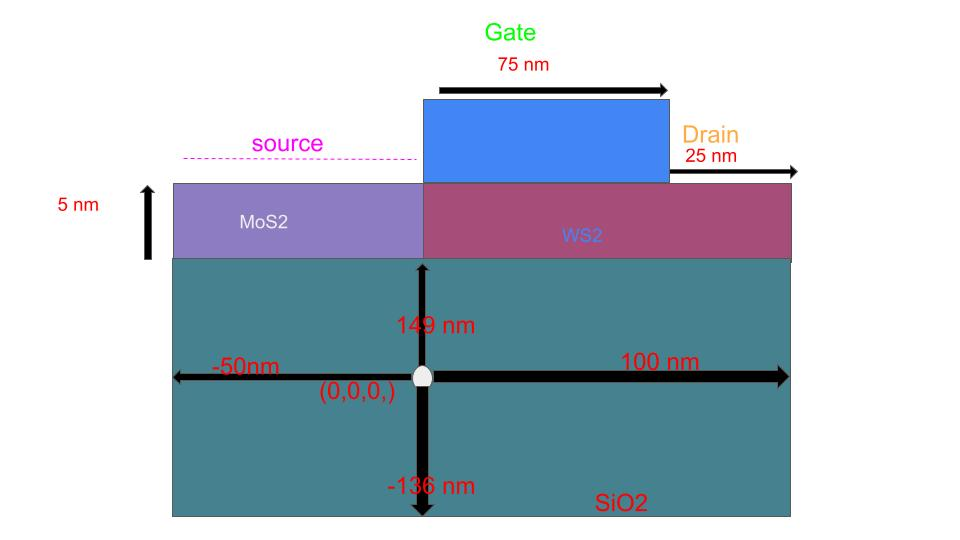 Gate
75 nm
source
Drain
25 nm
5 nm
MoS2
WS2
149 nm
-50nm
100 nm
(0,0,0,)
-136 nm
SiO2